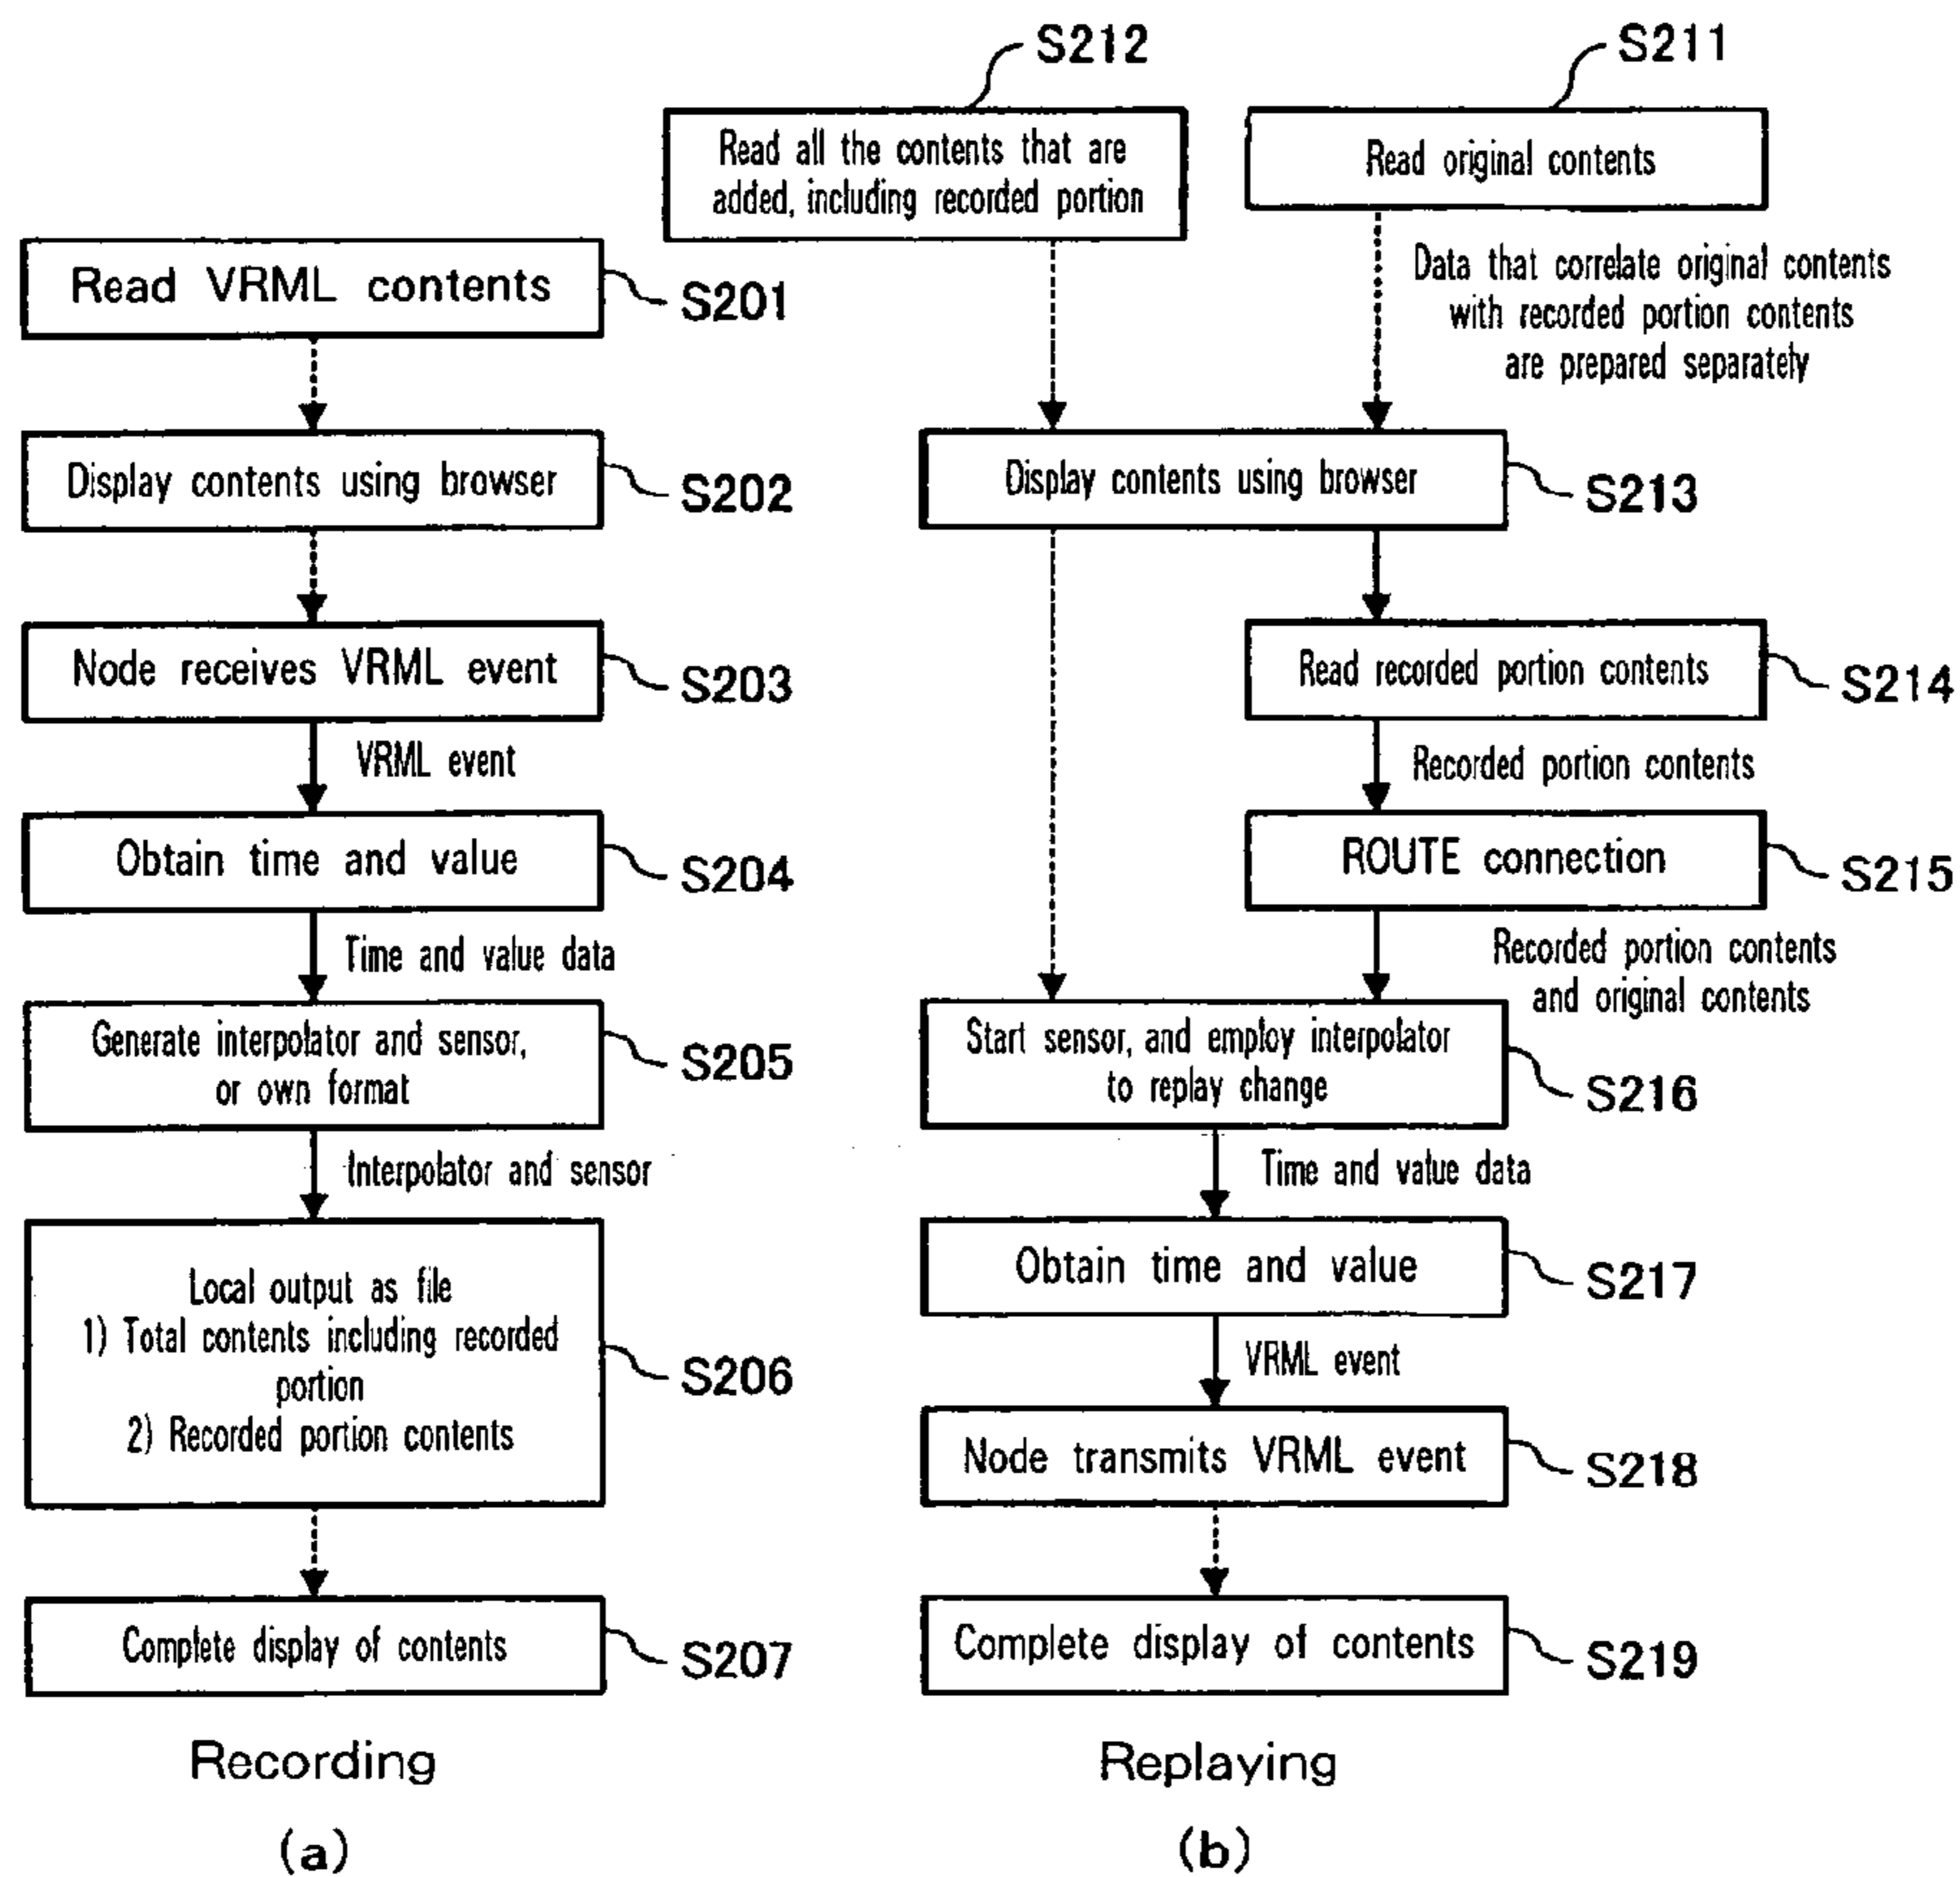 Read VRML contents
S201
Display contents using browser
S202
Node receives VRML event
S203
VRML event
Obtain time and value
S204
Time and value data
Generate interpolator and sensor,
or own format
S205
Interpolator and sensor
Local output as file
1) Total contents including recorded
portion
2) Recorded portion contents
S206
Complete display of contents
S207
Recording
(a)
S212
Read all the contents that are
added, including recorded portion
S211
Read original contents
Data that correlate original contents
with recorded portion contents
are prepared separately
Display contents using browser
S213
Read recorded portion contents
S214
Recorded portion contents
ROUTE connection
S215
Recorded portion contents
and original contents
Start sensor, and employ interpolator
to replay change
S216
Time and value data
Obtain time and value
S217
VRML event
Node transmits VRML event
S218
Complete display of contents
S219
Replaying
(b)